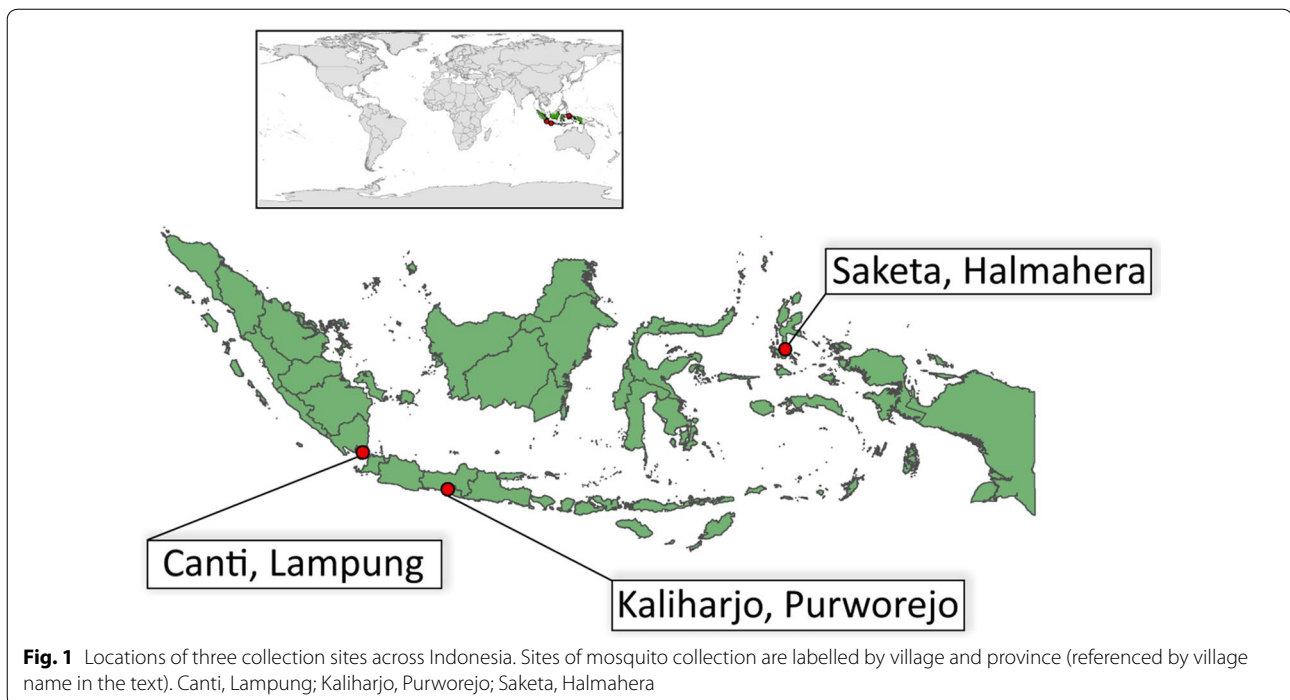 Saketa, Halmahera
Canti, Lampung
Kaliharjo, Purworejo
Fig. 1 Locations of three collection sites across Indonesia. Sites of mosquito collection are labelled by village and province (referenced by village
name in the text). Canti, Lampung; Kaliharjo, Purworejo; Saketa, Halmahera